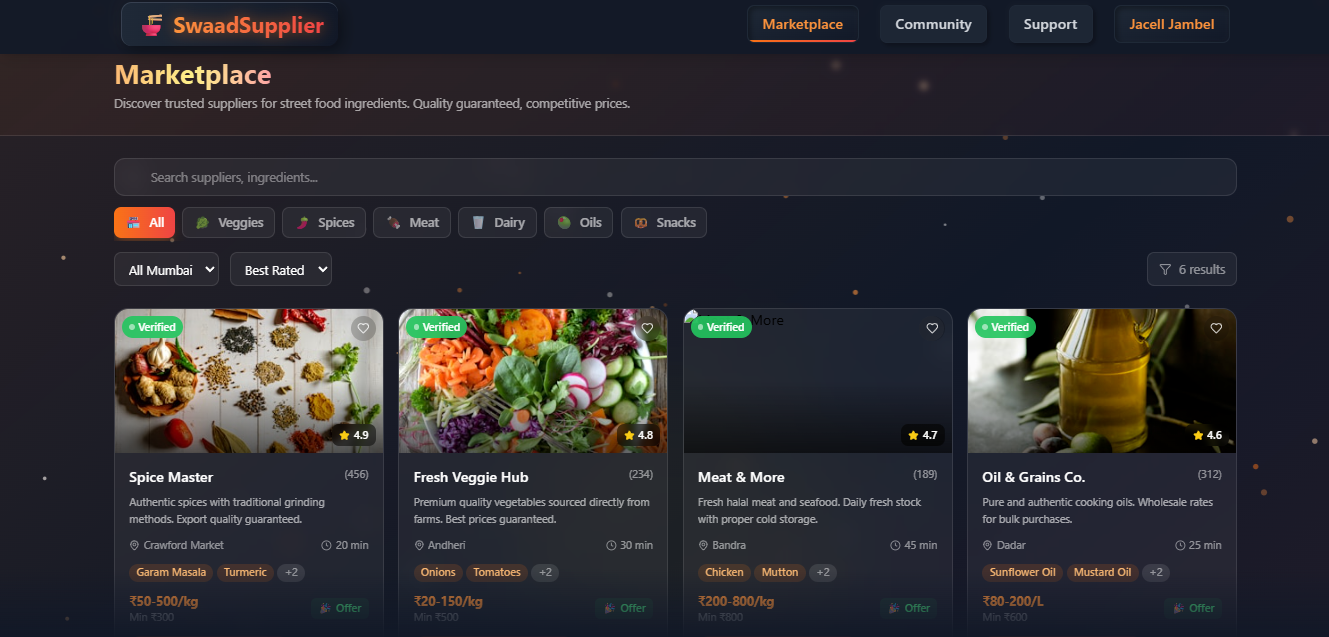 SwaadSupplier
Marketplace
Community
Support
Jacell Jambel
Marketplace
Discover trusted suppliers for street food ingredients. Quality guaranteed, competitive prices.
Search suppliers, ingredients...
All
Veggies
Spices
Meat
Dairy
Oils
Snacks
All Mumbai
Best Rated
6 results
Verified
4.9
Spice Master
(456)
Authentic spices with traditional grinding
methods. Export quality guaranteed.
Crawford Market
20 min
Garam Masala
Turmeric
+2
₹50-500/kg
Min ₹300
Offer
Verified
4.8
Fresh Veggie Hub
(234)
Premium quality vegetables sourced directly from
farms. Best prices guaranteed.
Andheri
30 min
Onions
Tomatoes
+2
₹20-150/kg
Min ₹500
Offer
Verified
More
4.7
Meat & More
(189)
Fresh halal meat and seafood. Daily fresh stock
with proper cold storage.
Bandra
45 min
Chicken
Mutton
+2
₹200-800/kg
Min ₹800
Offer
Verified
4.6
Oil & Grains Co.
(312)
Pure and authentic cooking oils. Wholesale rates
for bulk purchases.
Dadar
25 min
Sunflower Oil
Mustard Oil
+2
₹80-200/L
Min ₹600
Offer